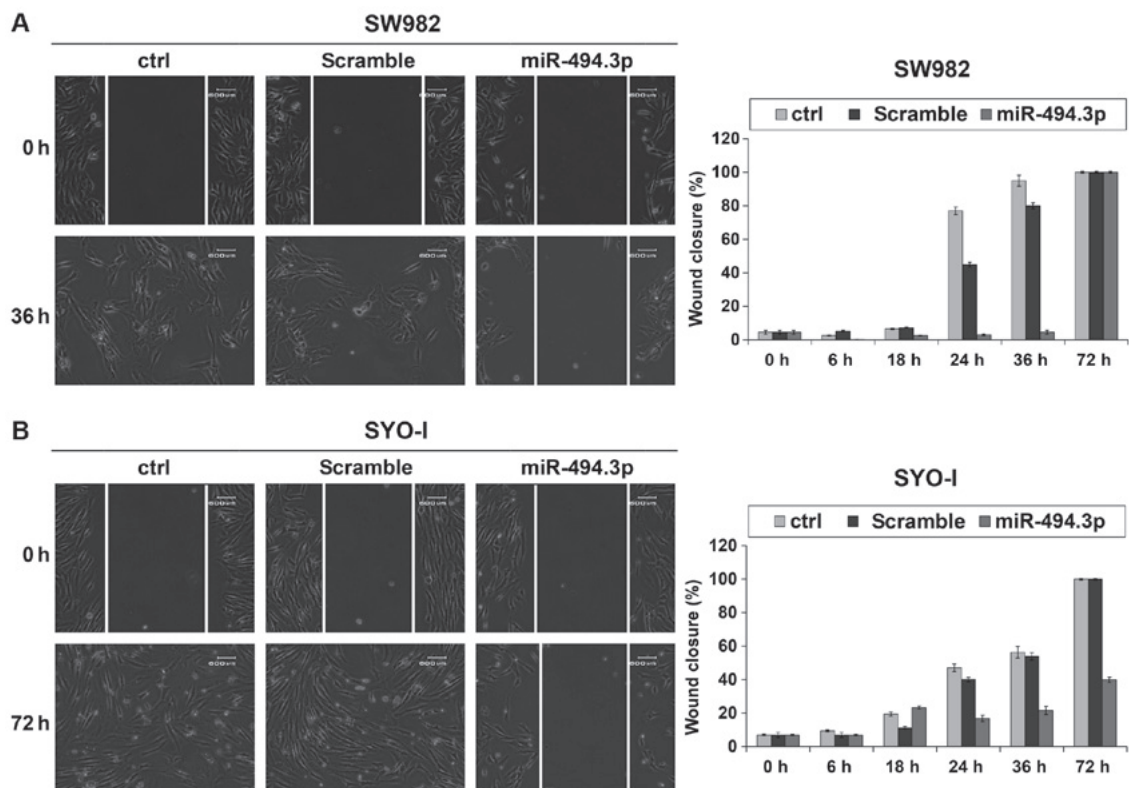 A
SW982
ctrl Scramble miR-494.3p
0 h
36 h
SW982
ctrl Scramble miR-494.3p
Wound closure (%)
120
100
80
60
40
20
0
0 h 6 h 18 h 24 h 36 h 72 h
B
SYO-I
ctrl Scramble miR-494.3p
0 h
72 h
SYO-I
ctrl Scramble miR-494.3p
Wound closure (%)
120
100
80
60
40
20
0
0 h 6 h 18 h 24 h 36 h 72 h